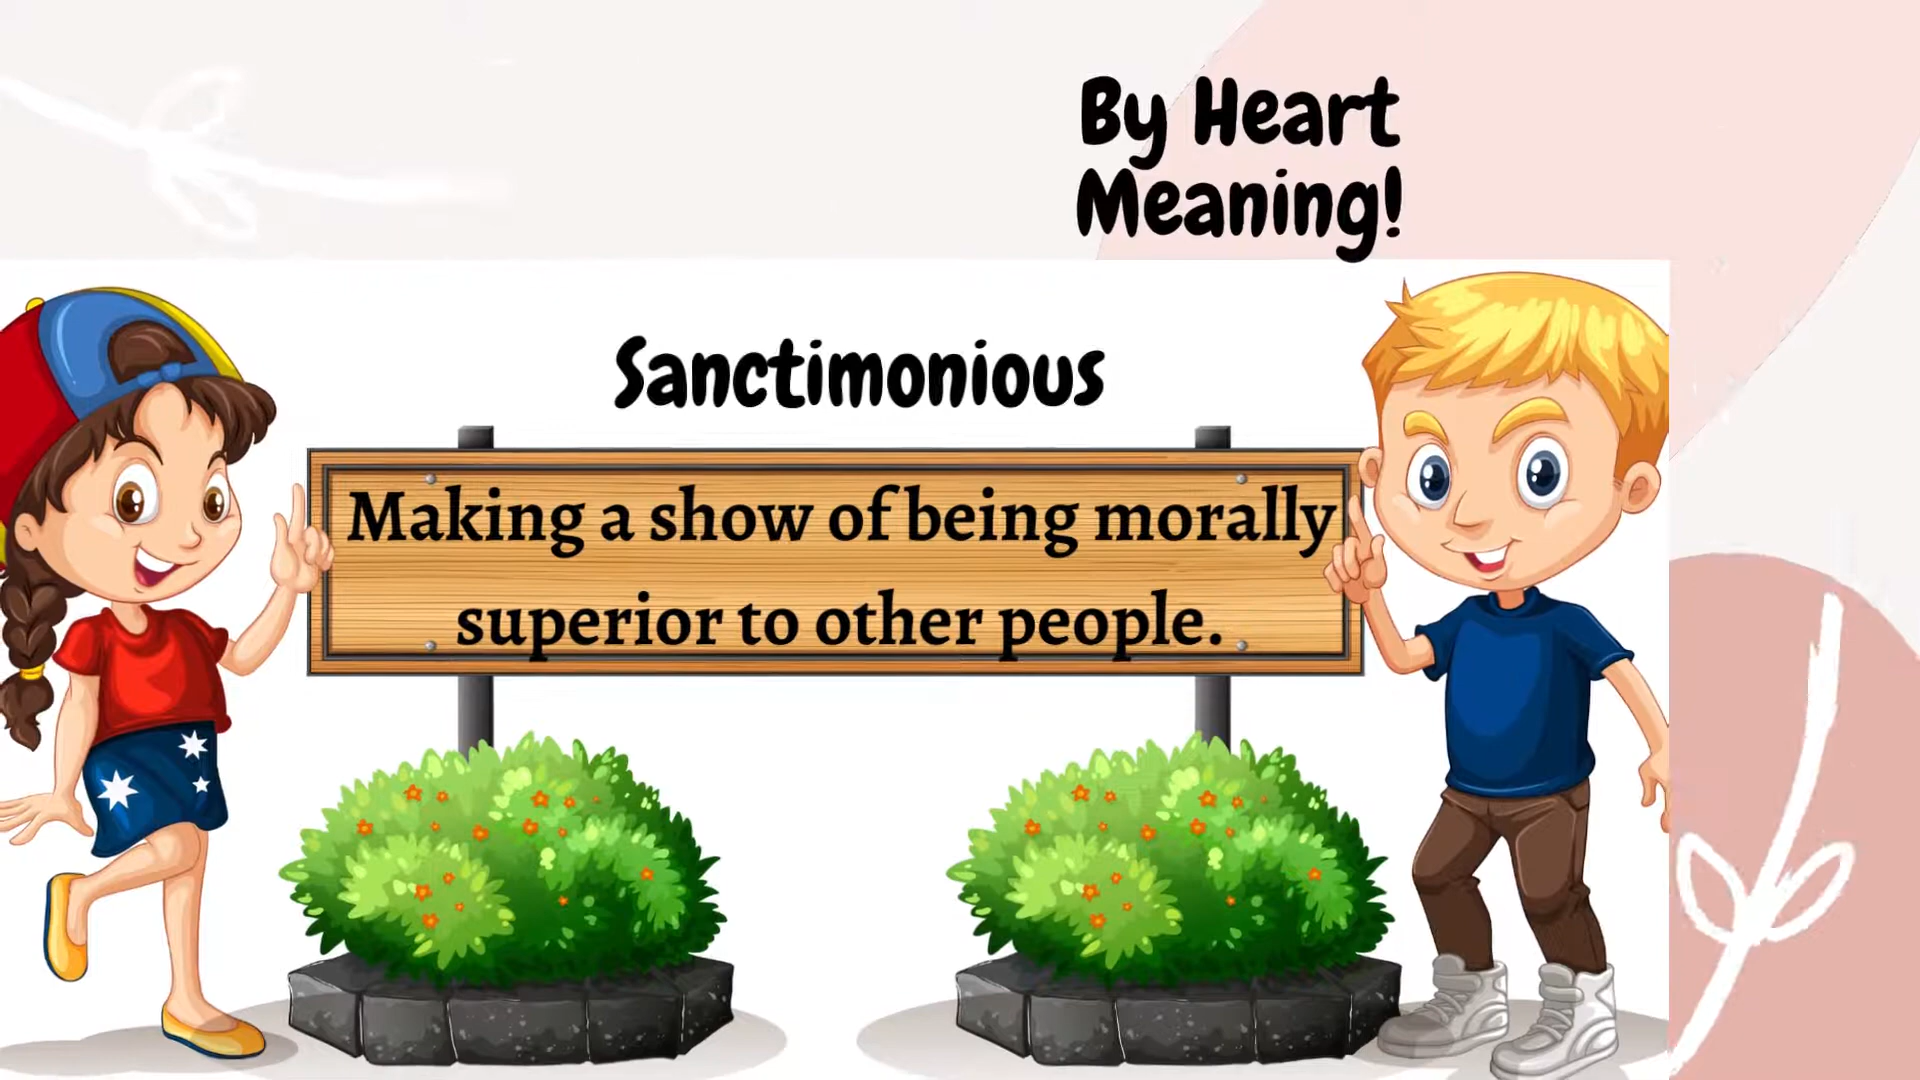 By Heart
Meaning!
Sanctimonious
Making a show of being morally
superior to other people.